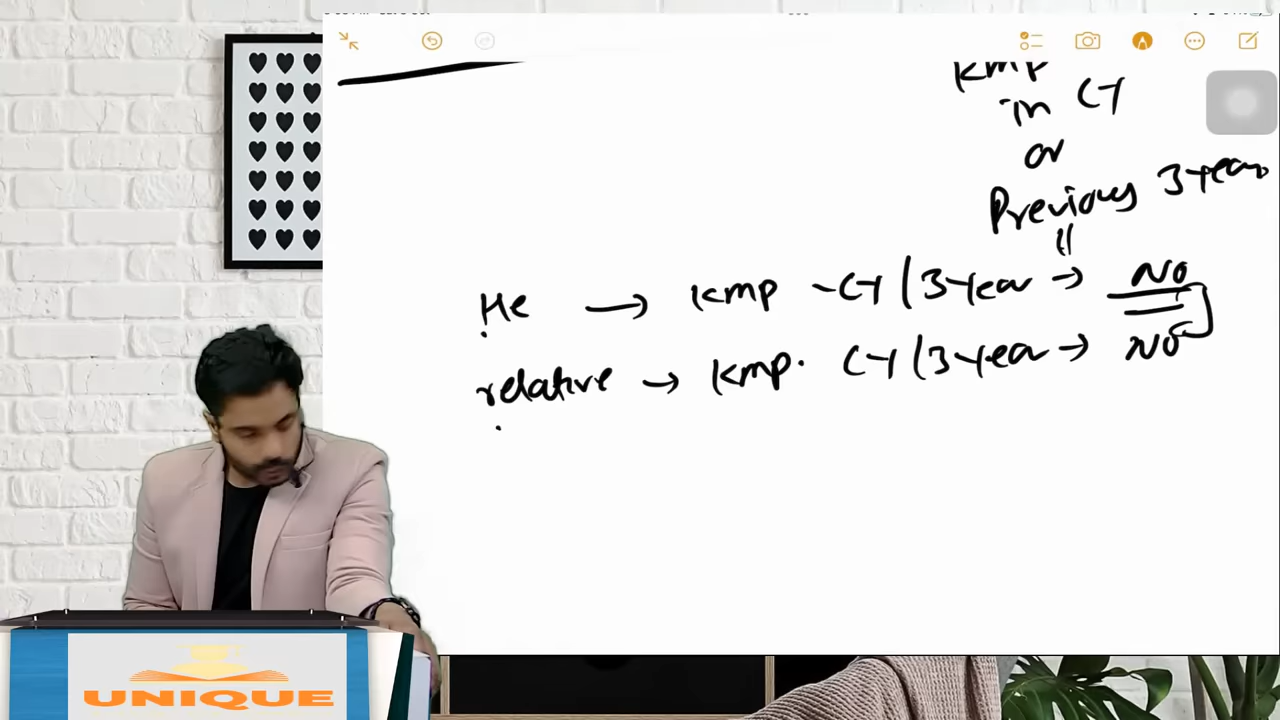 Kmp
in CY
or
Previous 3 years
||
He → Kmp - CY / 3 Year → NO
relative → Kmp. CY / 3 Year → NO
UNIQUE